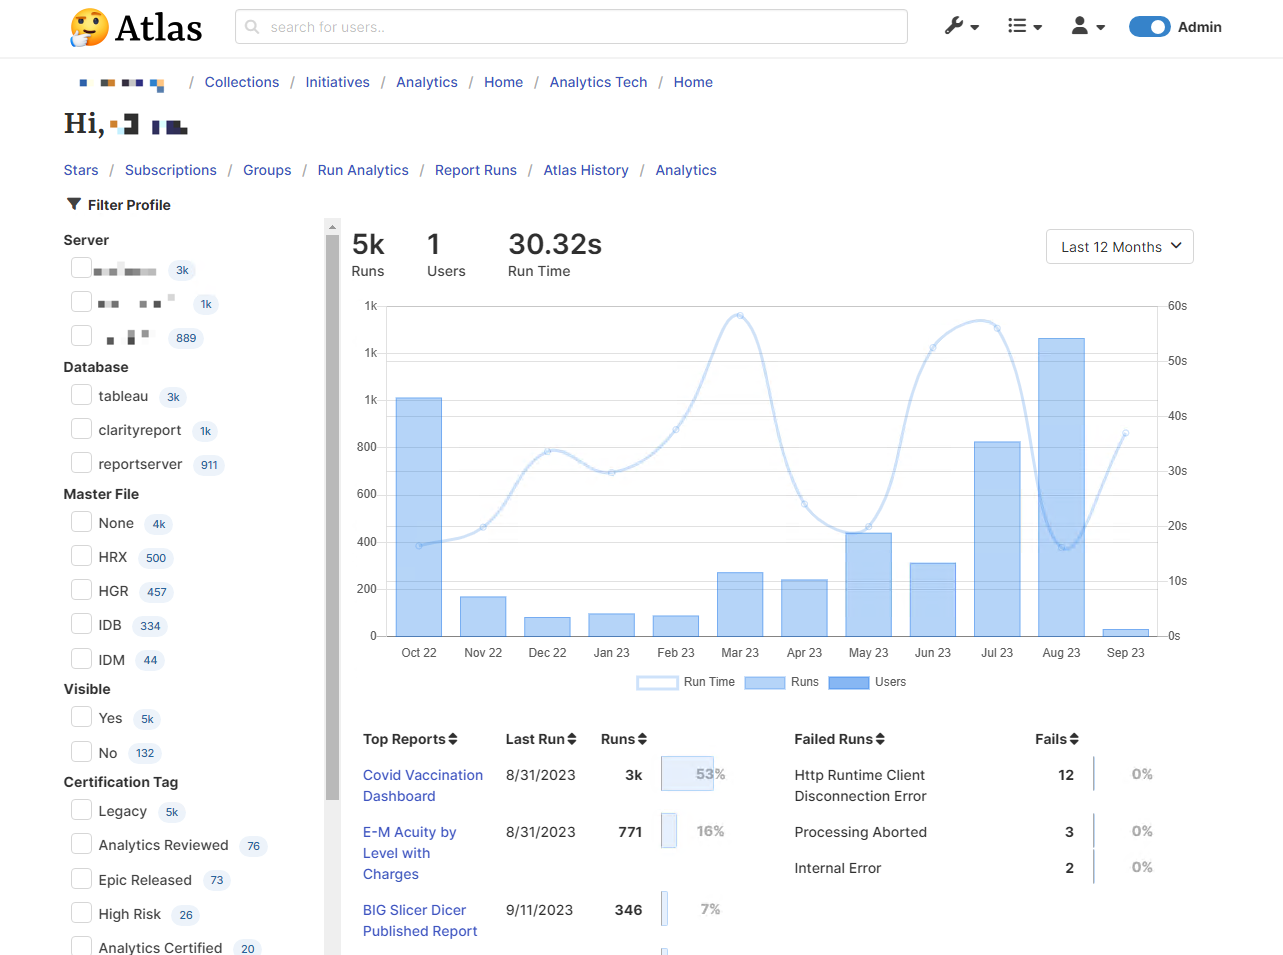 Atlas
search for users..
Admin
/ Collections / Initiatives / Analytics / Home / Analytics Tech / Home
Hi,
Stars / Subscriptions / Groups / Run Analytics / Report Runs / Atlas History / Analytics
Filter Profile
Server
3k
1k
889
Database
tableau 3k
clarityreport 1k
reportserver 911
Master File
None 4k
HRX 500
HGR 457
IDB 334
IDM 44
Visible
Yes 5k
No 132
Certification Tag
Legacy 5k
Analytics Reviewed 76
Epic Released 73
High Risk 26
Analytics Certified 20
5k 1 30.32s
Runs Users Run Time
Last 12 Months
1k 60s
1k 50s
1k 40s
800
600 30s
400 20s
200 10s
0 0s
Oct 22 Nov 22 Dec 22 Jan 23 Feb 23 Mar 23 Apr 23 May 23 Jun 23 Jul 23 Aug 23 Sep 23
Run Time Runs Users
Top Reports Last Run Runs
Covid Vaccination 8/31/2023 3k 53%
Dashboard
E-M Acuity by 8/31/2023 771 16%
Level with
Charges
BIG Slicer Dicer 9/11/2023 346 7%
Published Report
Failed Runs Fails
Http Runtime Client 12 0%
Disconnection Error
Processing Aborted 3 0%
Internal Error 2 0%